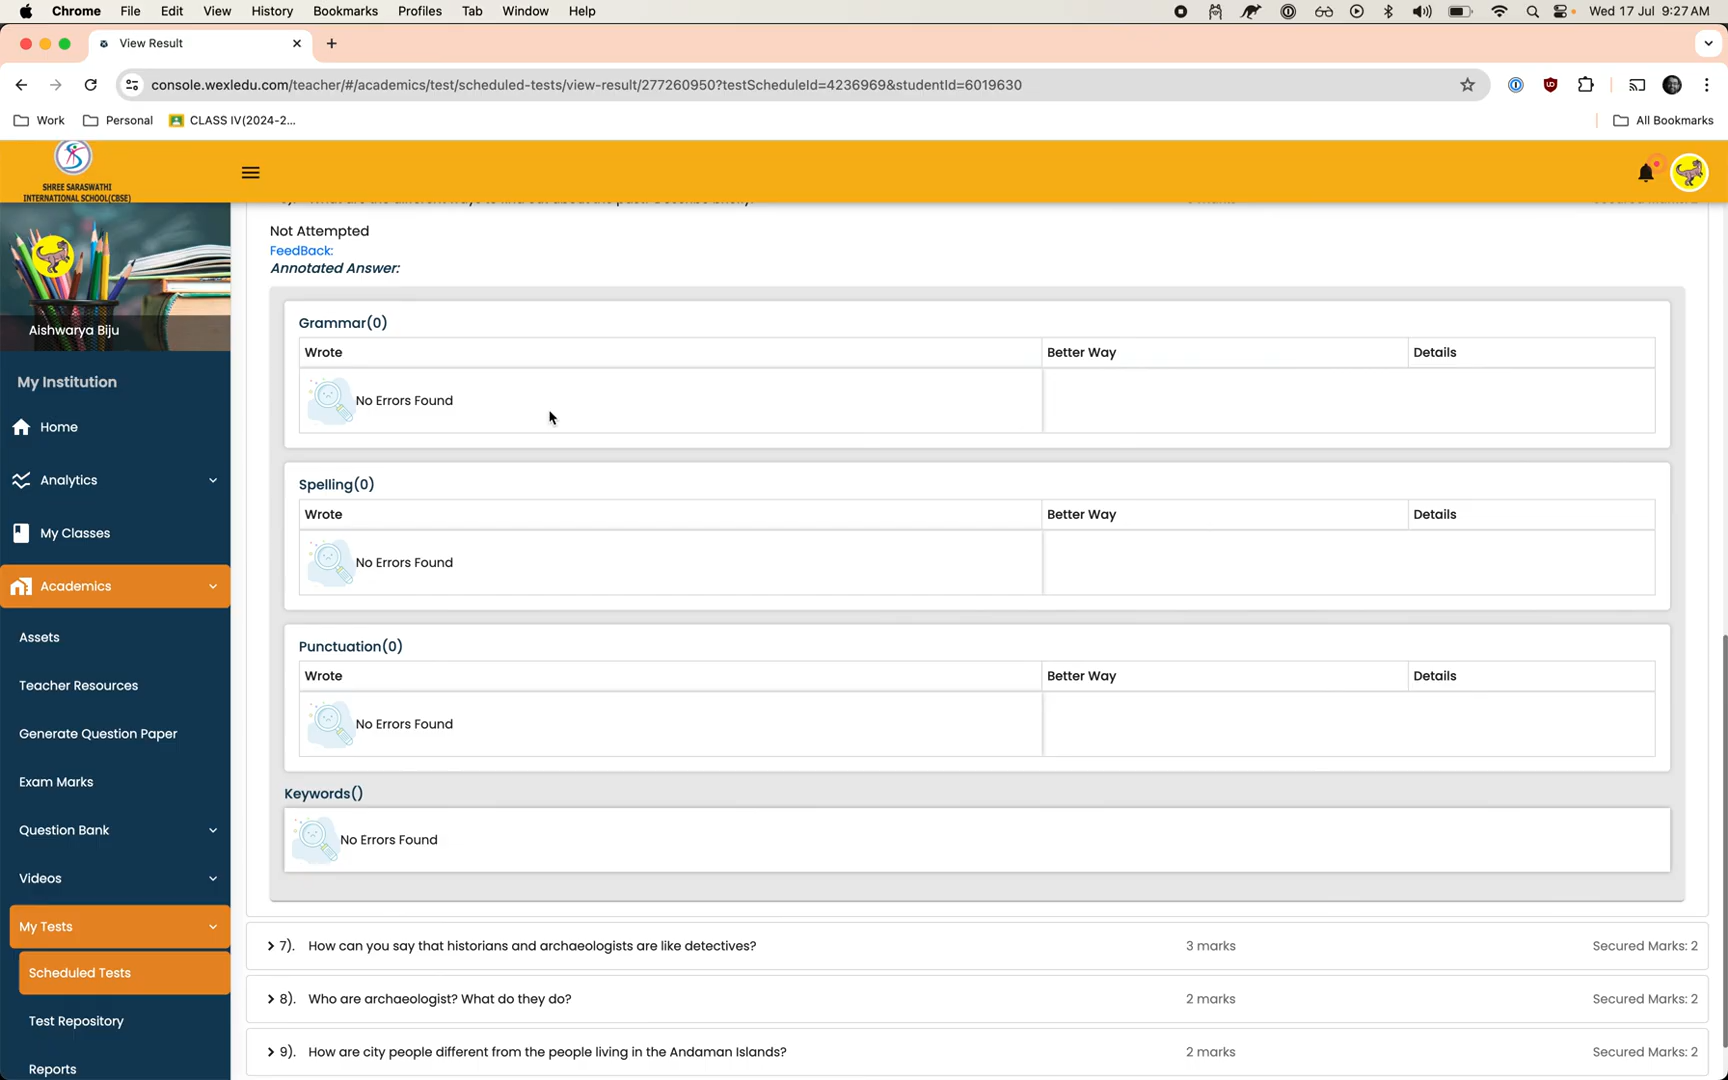 Chrome File Edit View History Bookmarks Profiles Tab Window Help Wed 17 Jul 9:27 AM
View Result
console.wexledu.com/teacher/#/academics/test/scheduled-tests/view-result/277260950?testScheduleId=4236969&studentId=6019630
Work Personal CLASS IV(2024-2... All Bookmarks
SHREE SARASWATHI
INTERNATIONAL SCHOOL(CBSE)
Aishwarya Biju
My Institution
Home
Analytics
My Classes
Academics
Assets
Teacher Resources
Generate Question Paper
Exam Marks
Question Bank
Videos
My Tests
Scheduled Tests
Test Repository
Reports
Not Attempted
FeedBack:
Annotated Answer:
Grammar(0)
Wrote Better Way Details
No Errors Found
Spelling(0)
Wrote Better Way Details
No Errors Found
Punctuation(0)
Wrote Better Way Details
No Errors Found
Keywords()
No Errors Found
7). How can you say that historians and archaeologists are like detectives? 3 marks Secured Marks: 2
8). Who are archaeologist? What do they do? 2 marks Secured Marks: 2
9). How are city people different from the people living in the Andaman Islands? 2 marks Secured Marks: 2